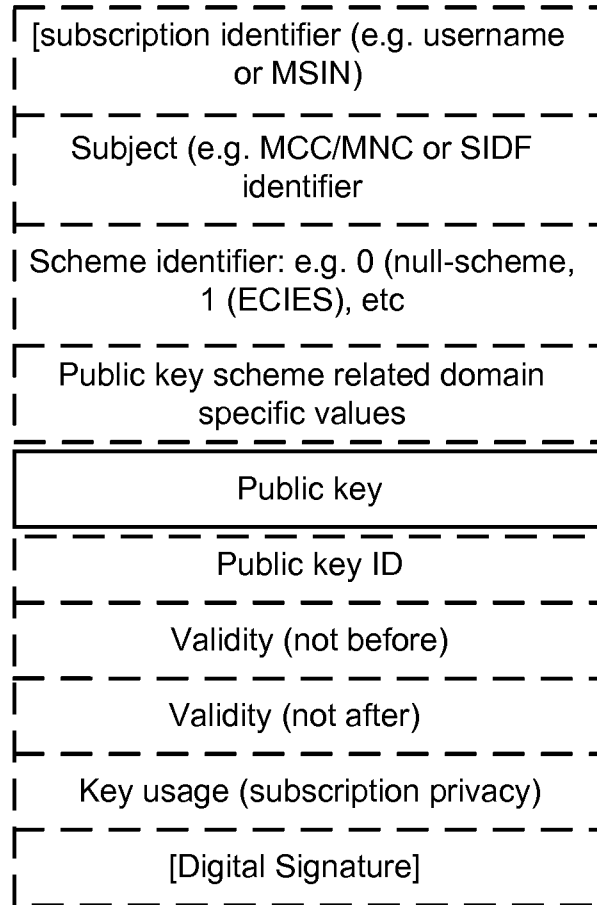 [subscription identifier (e.g. username
or MSIN)
Subject (e.g. MCC/MNC or SIDF
identifier
Scheme identifier: e.g. 0 (null-scheme,
1 (ECIES), etc
Public key scheme related domain
specific values
Public key
Public key ID
Validity (not before)
Validity (not after)
Key usage (subscription privacy)
[Digital Signature]